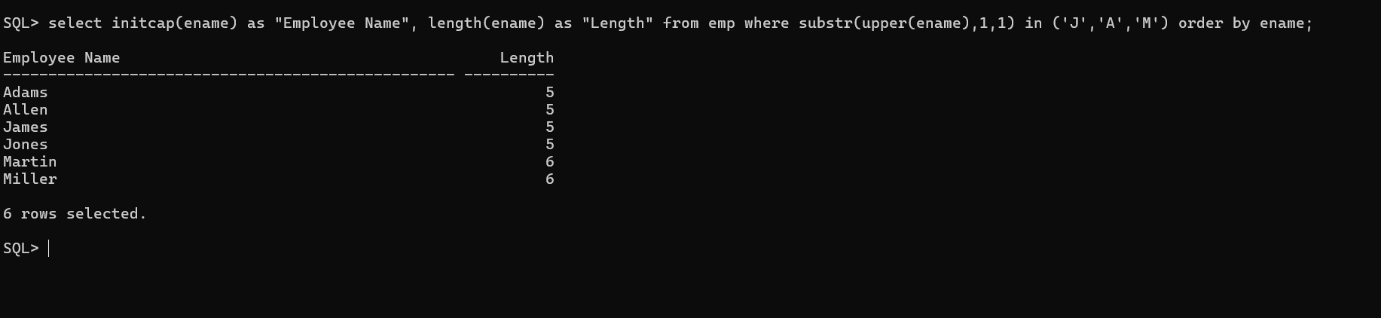 SQL> select initcap(ename) as "Employee Name", length(ename) as "Length" from emp where substr(upper(ename),1,1) in ('J','A','M') order by ename;
Employee Name                                          Length
-------------------------------------------------- ----------
Adams                                                       5
Allen                                                       5
James                                                       5
Jones                                                       5
Martin                                                      6
Miller                                                      6
6 rows selected.
SQL>